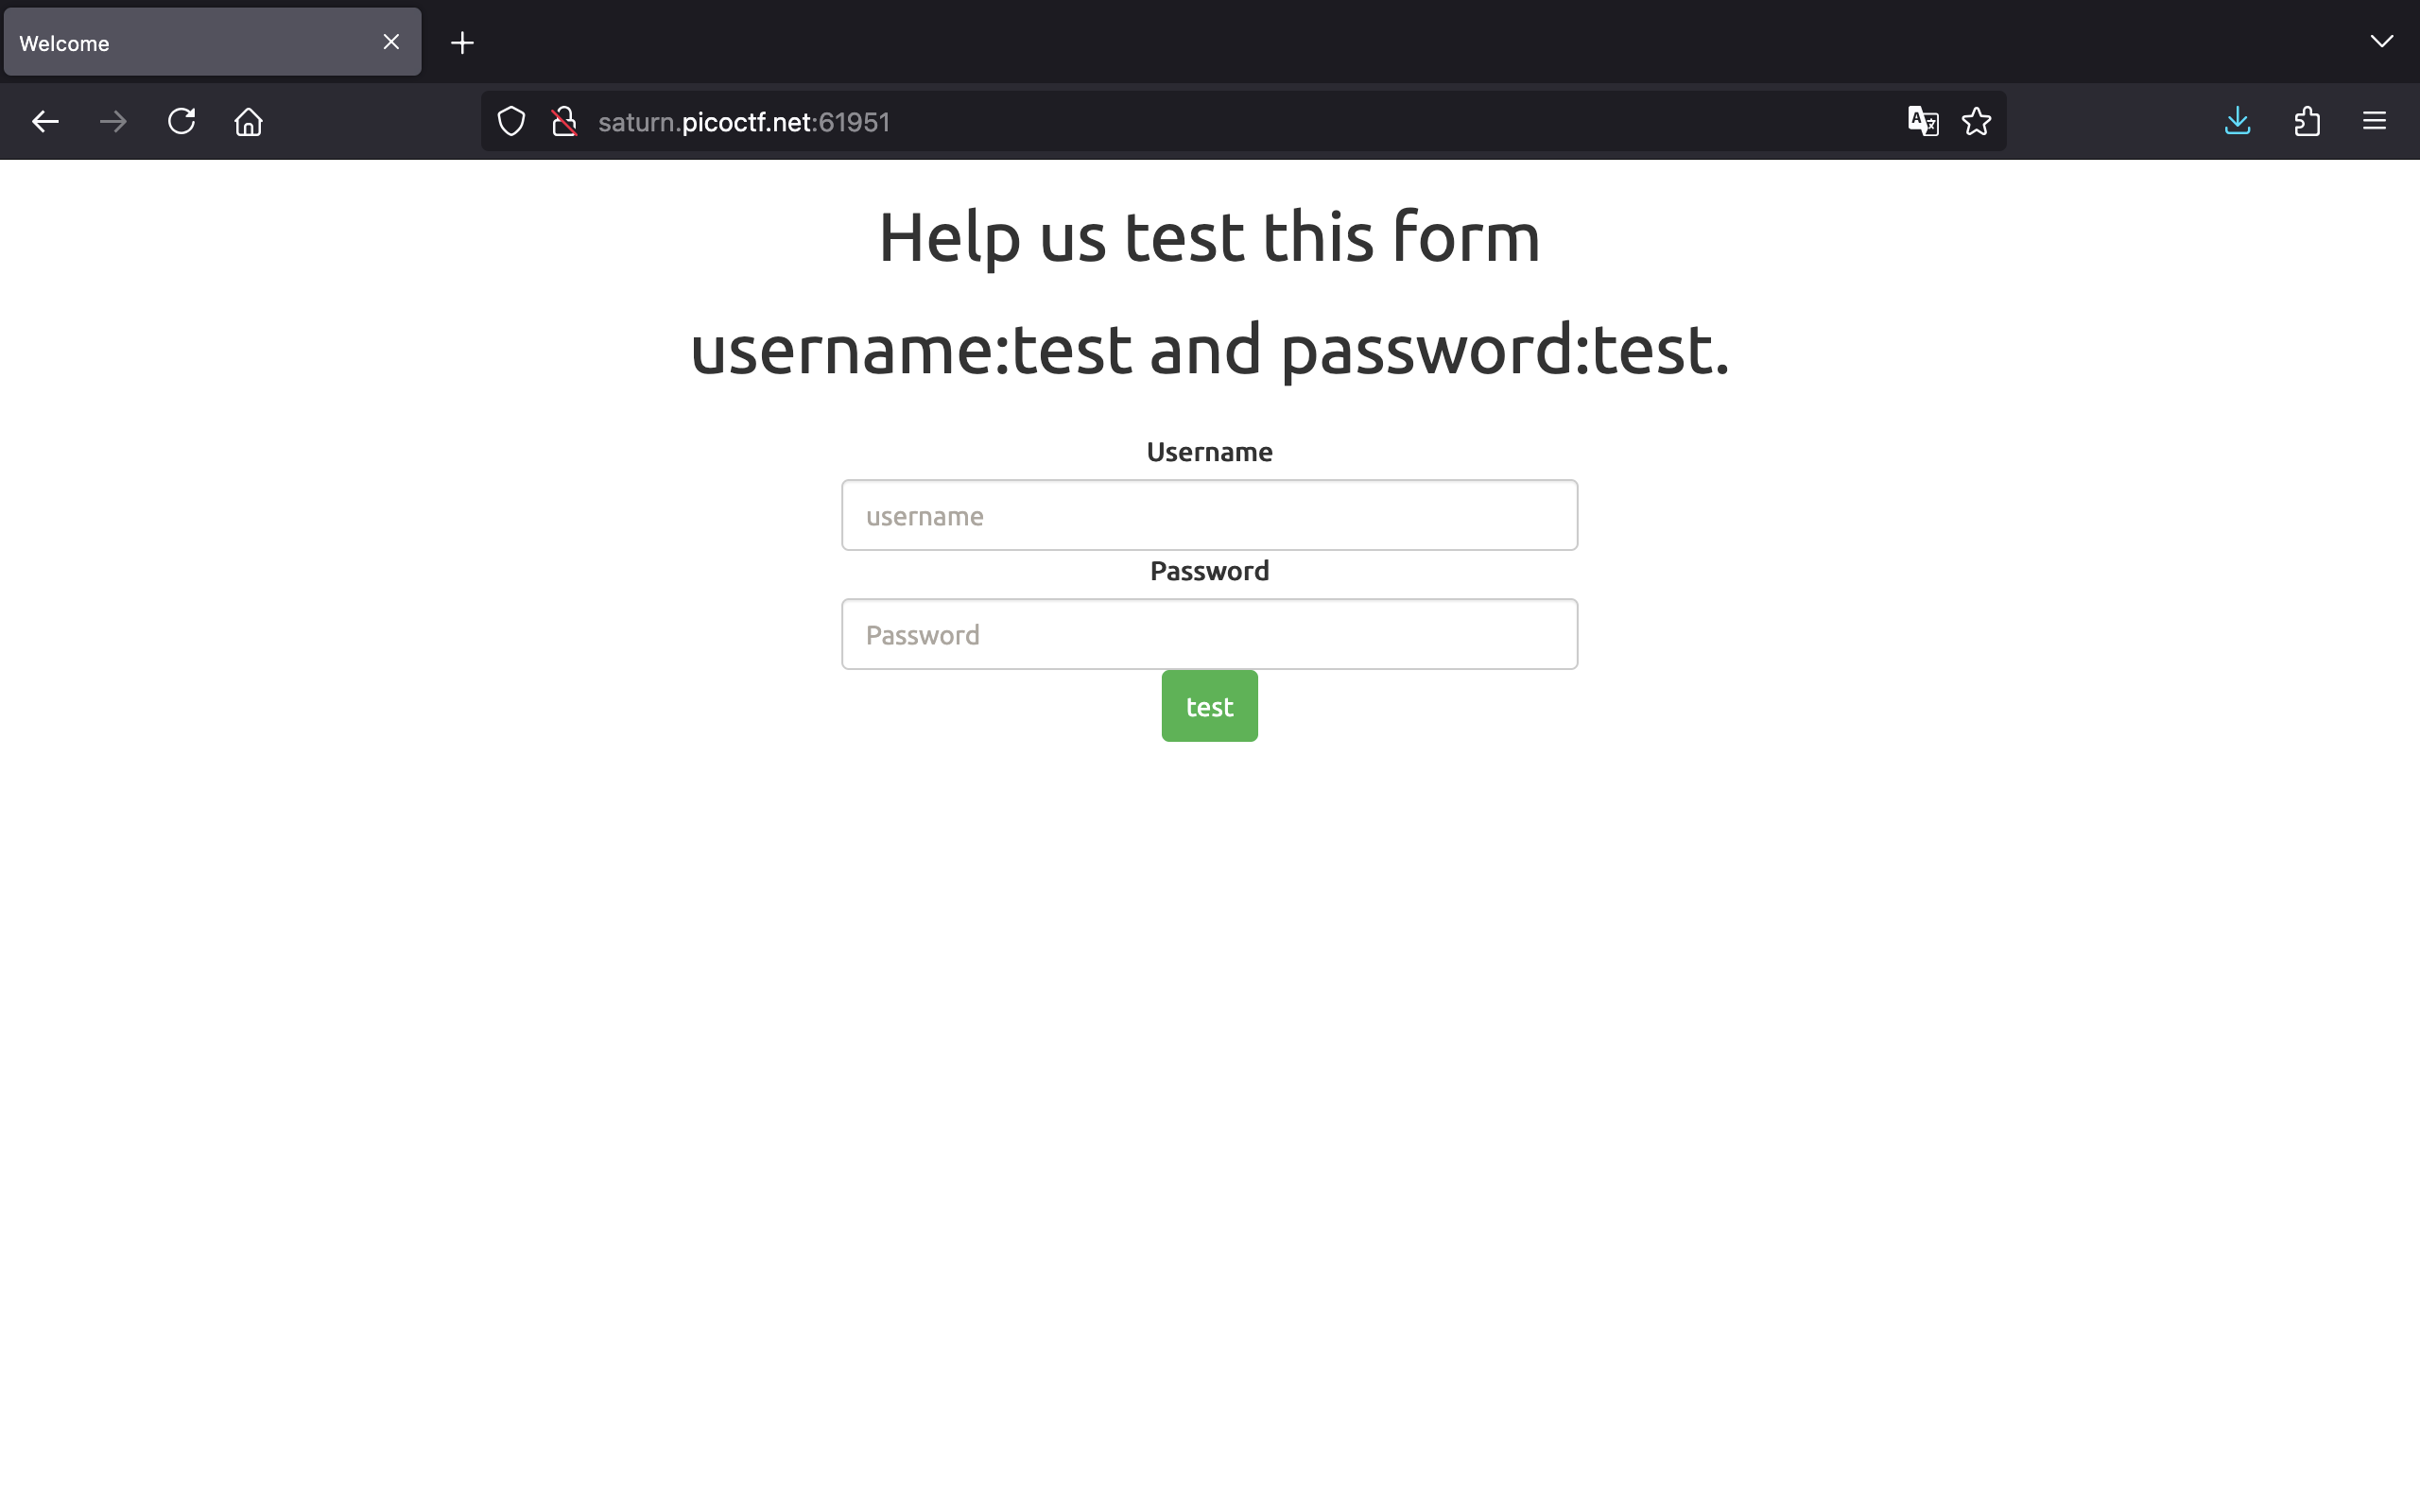 Welcome
saturn.picoctf.net:61951
Help us test this form
username:test and password:test.
Username
username
Password
Password
test